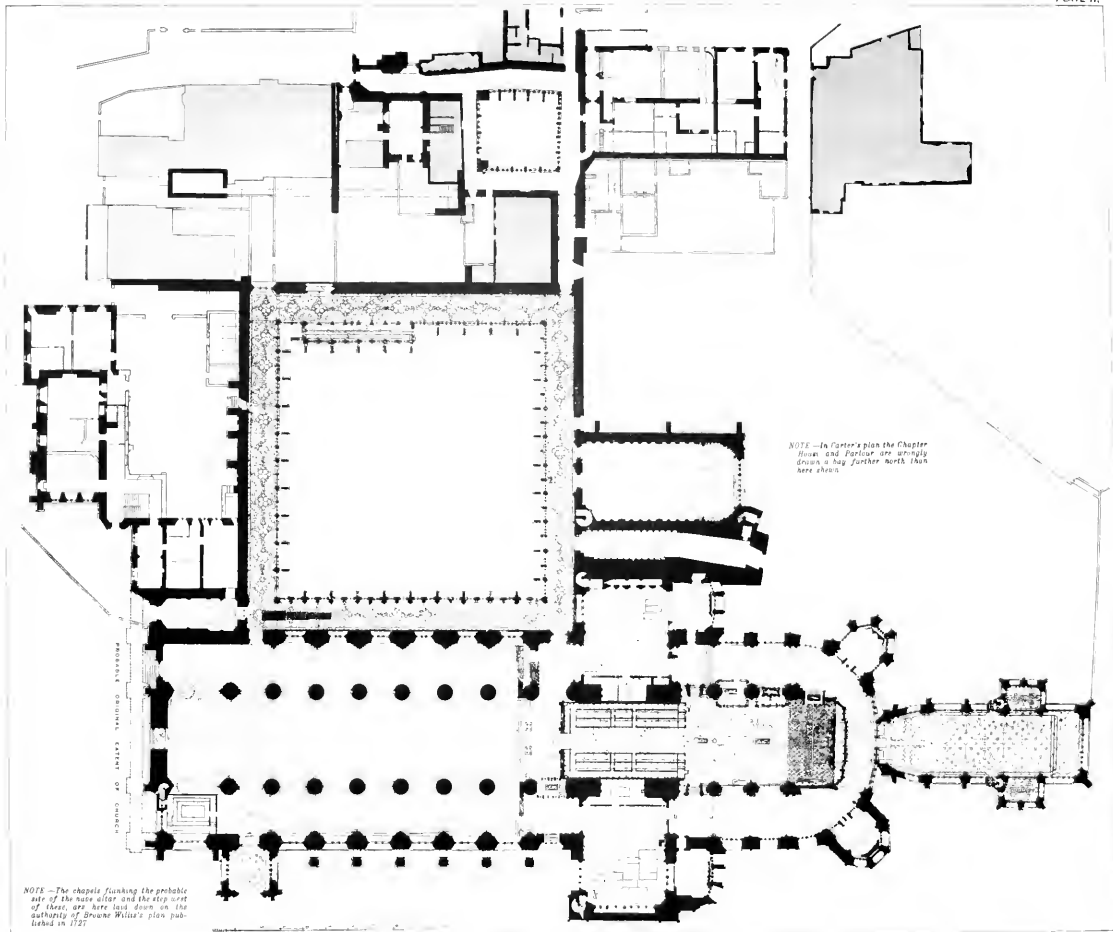 PLATE II.
NOTE.—In Carter's plan the Chapter
House and Parlour are wrongly
drawn a bay further north than
here shewn
PROBABLE ORIGINAL EXTENT OF CHURCH
NOTE.—The chapels flanking the probable
site of the nave altar and the step west
of these, are here laid down on the
authority of Browne Willis's plan pub-
lished in 1727